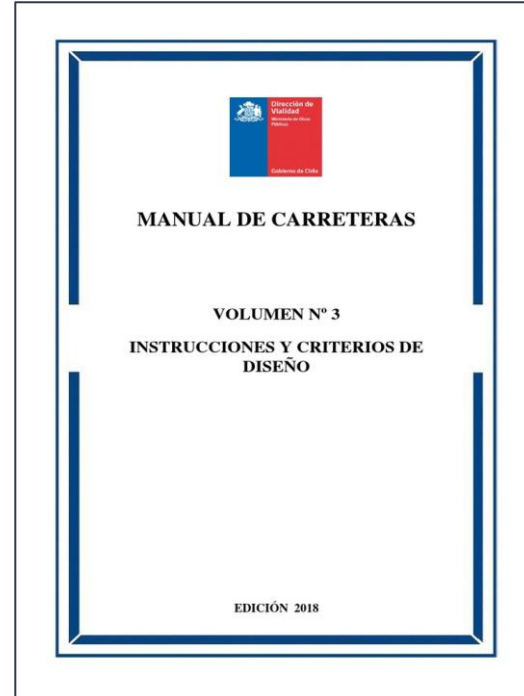 Dirección de
Vialidad
Ministerio de Obras
Públicas
Gobierno de Chile
MANUAL DE CARRETERAS
VOLUMEN Nº 3
INSTRUCCIONES Y CRITERIOS DE
DISEÑO
EDICIÓN 2018